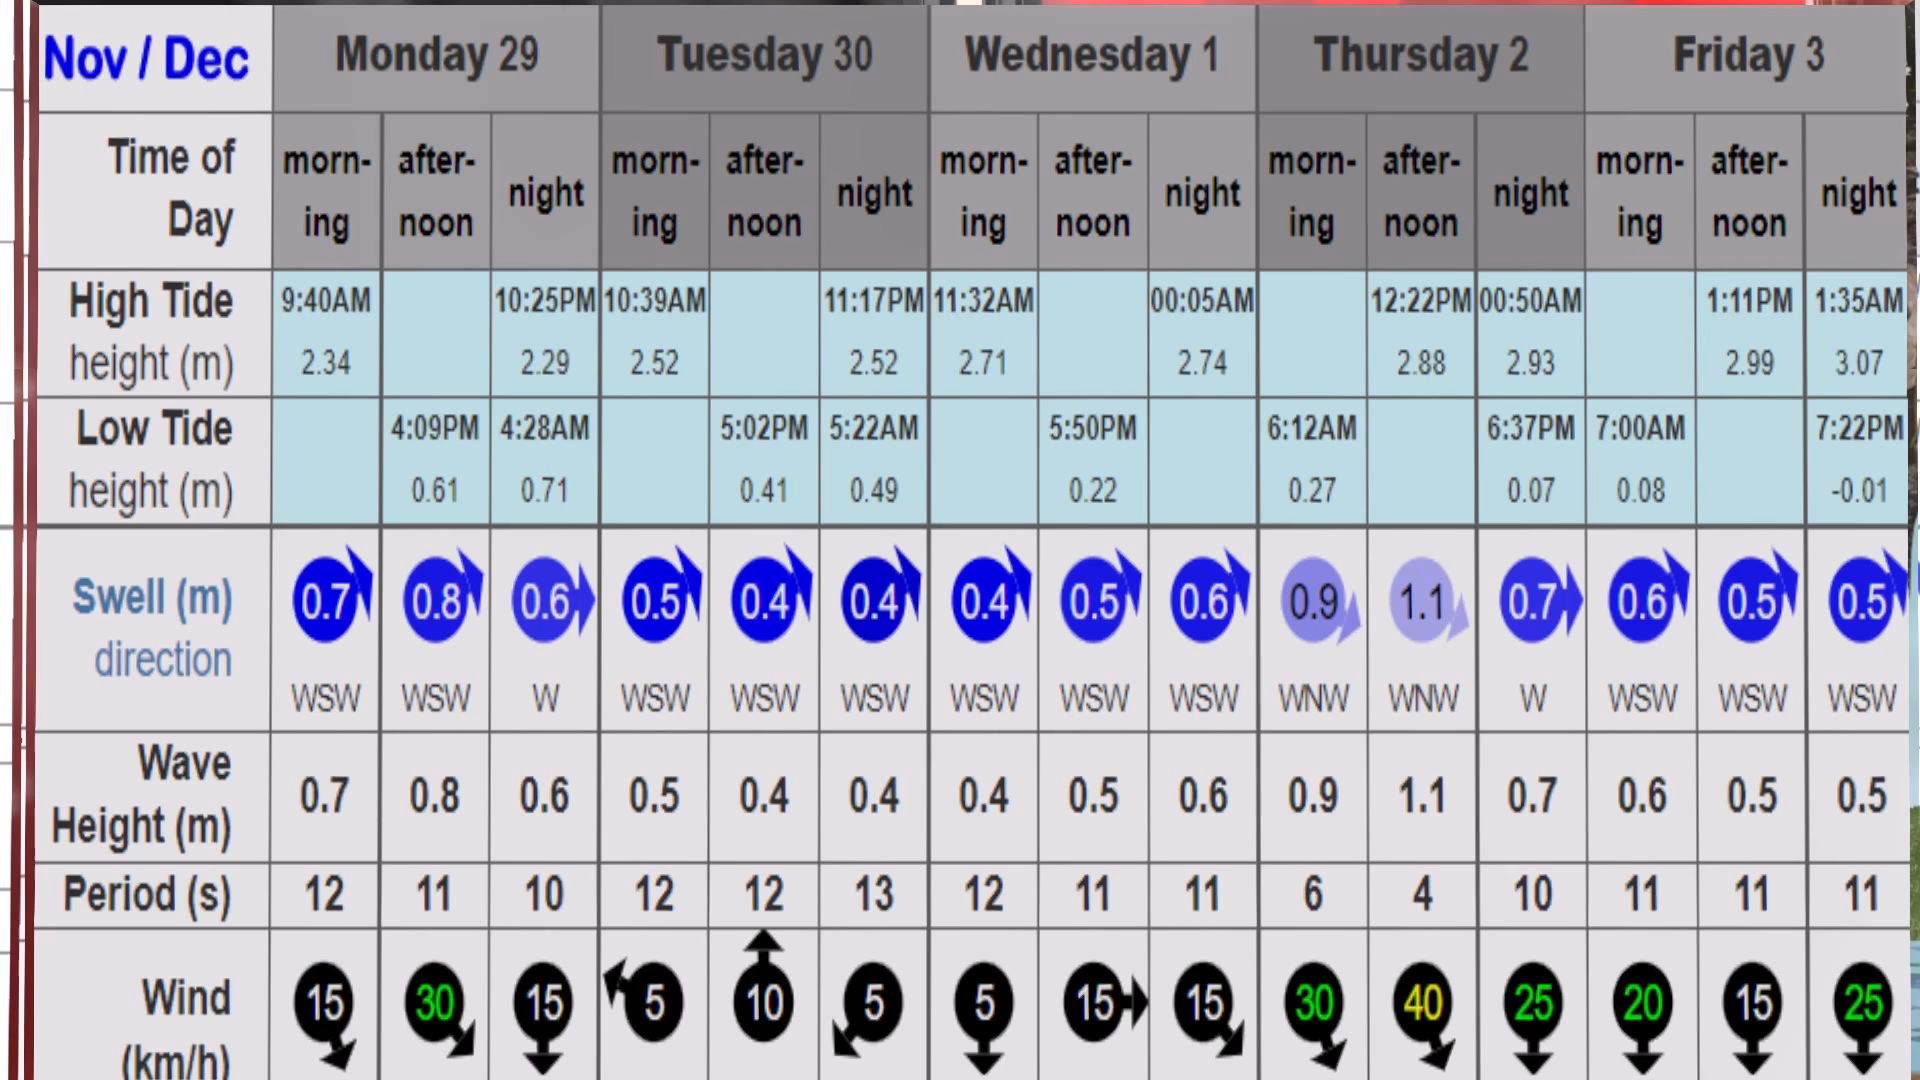 Nov / Dec Monday 29 Tuesday 30 Wednesday 1 Thursday 2 Friday 3
Time of Day morn-ing after-noon night morn-ing after-noon night morn-ing after-noon night morn-ing after-noon night morn-ing after-noon night
High Tide 9:40AM 10:25PM 10:39AM 11:17PM 11:32AM 00:05AM 12:22PM 00:50AM 1:11PM 1:35AM
height (m) 2.34 2.29 2.52 2.52 2.71 2.74 2.88 2.93 2.99 3.07
Low Tide 4:09PM 4:28AM 5:02PM 5:22AM 5:50PM 6:12AM 6:37PM 7:00AM 7:22PM
height (m) 0.61 0.71 0.41 0.49 0.22 0.27 0.07 0.08 -0.01
Swell (m) 0.7 0.8 0.6 0.5 0.4 0.4 0.4 0.5 0.6 0.9 1.1 0.7 0.6 0.5 0.5
direction WSW WSW W WSW WSW WSW WSW WSW WSW WNW WNW W WSW WSW WSW
Wave
Height (m) 0.7 0.8 0.6 0.5 0.4 0.4 0.4 0.5 0.6 0.9 1.1 0.7 0.6 0.5 0.5
Period (s) 12 11 10 12 12 13 12 11 11 6 4 10 11 11 11
Wind 15 30 15 5 10 5 5 15 15 30 40 25 20 15 25
(km/h)